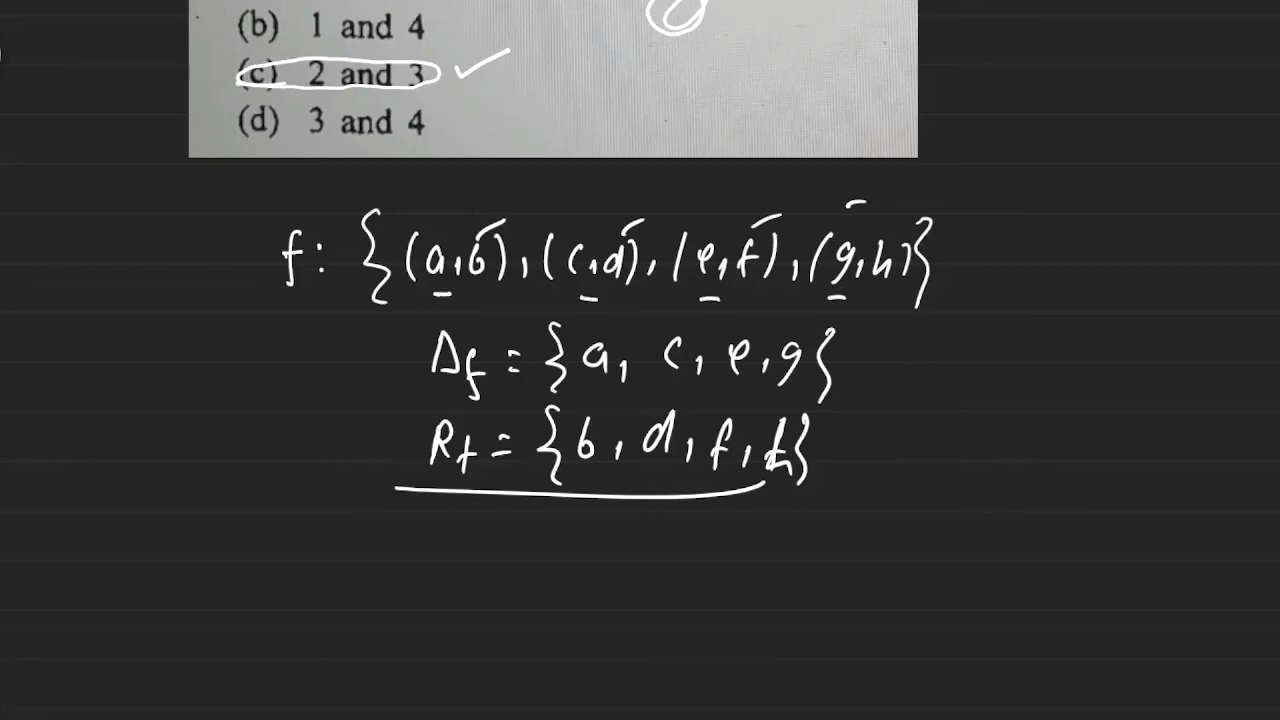 (b) 1 and 4
(c) 2 and 3 ✓
(d) 3 and 4
f: {(a,b), (c,d), (e,f), (g,h)}
Df = {a, c, e, g}
Rf = {b, d, f, h}